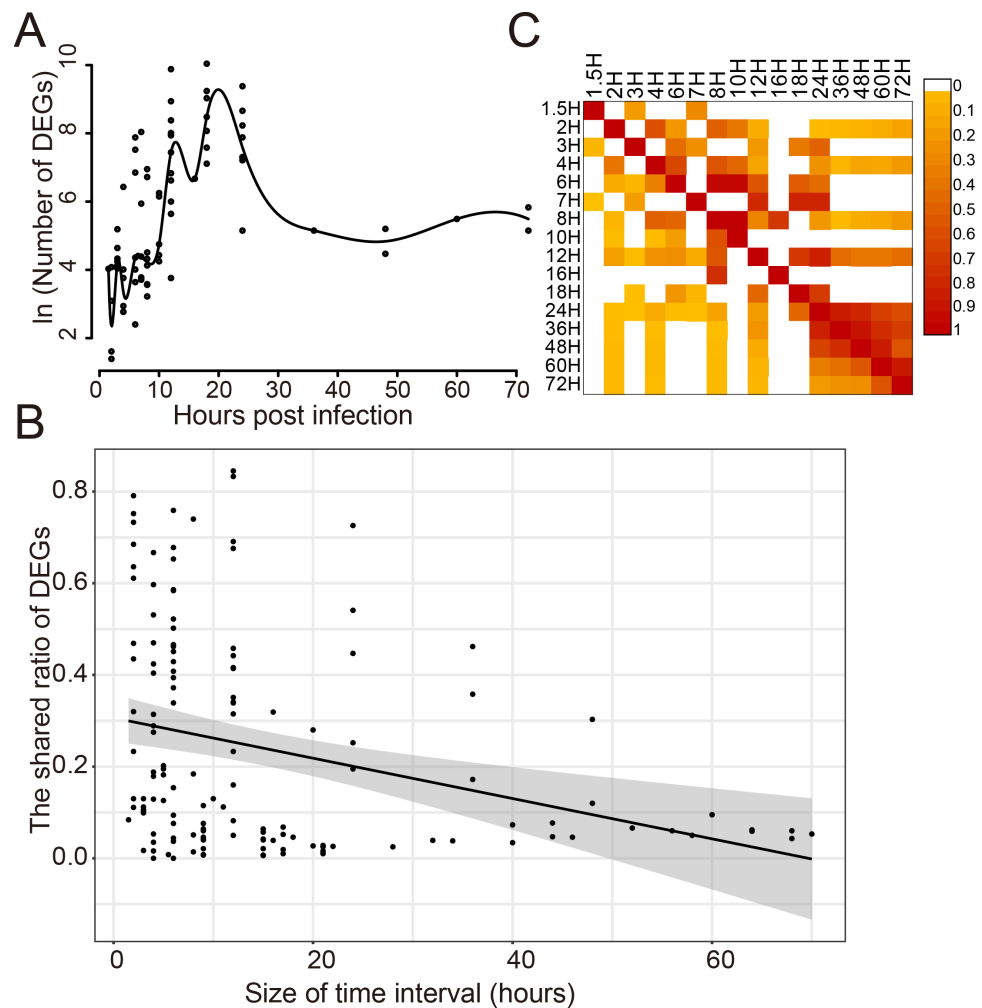 A
ln (Number of DEGs)
10
8
6
4
2
0 10 20 30 40 50 60 70
Hours post infection
C
1.5H 2H 3H 4H 6H 7H 8H 10H 12H 16H 18H 24H 36H 48H 60H 72H
1.5H
2H
3H
4H
6H
7H
8H
10H
12H
16H
18H
24H
36H
48H
60H
72H
0
0.1
0.2
0.3
0.4
0.5
0.6
0.7
0.8
0.9
1
B
The shared ratio of DEGs
0.8
0.6
0.4
0.2
0.0
0 20 40 60
Size of time interval (hours)